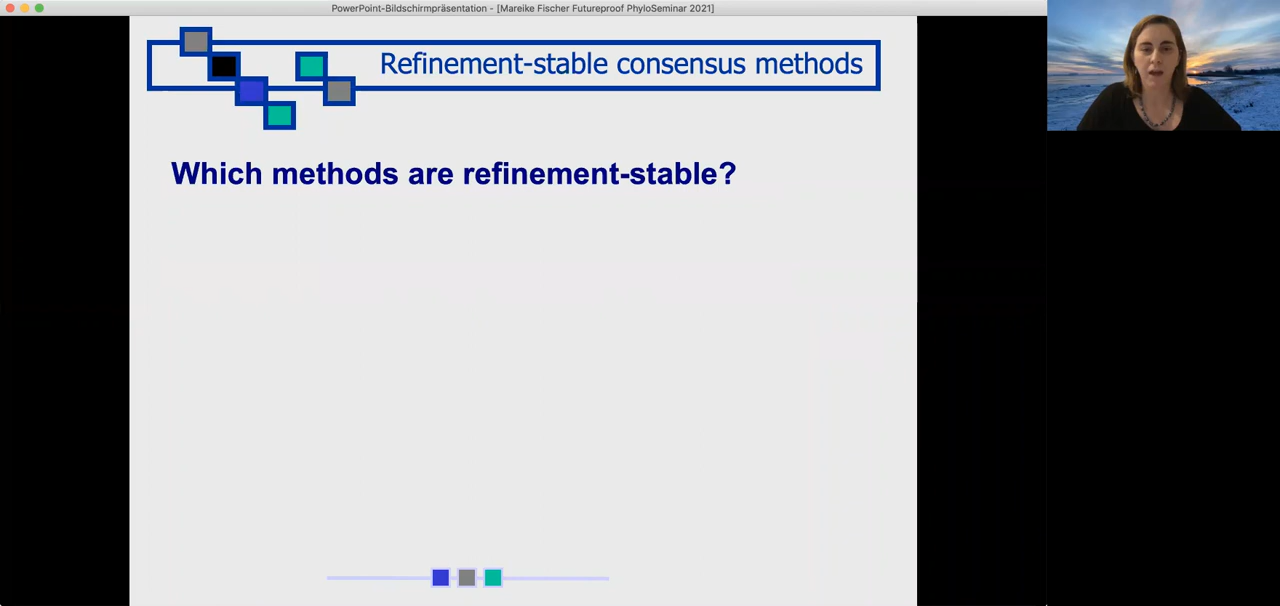 PowerPoint-Bildschirmpräsentation - [Mareike Fischer Futureproof PhyloSeminar 2021]
Refinement-stable consensus methods
Which methods are refinement-stable?